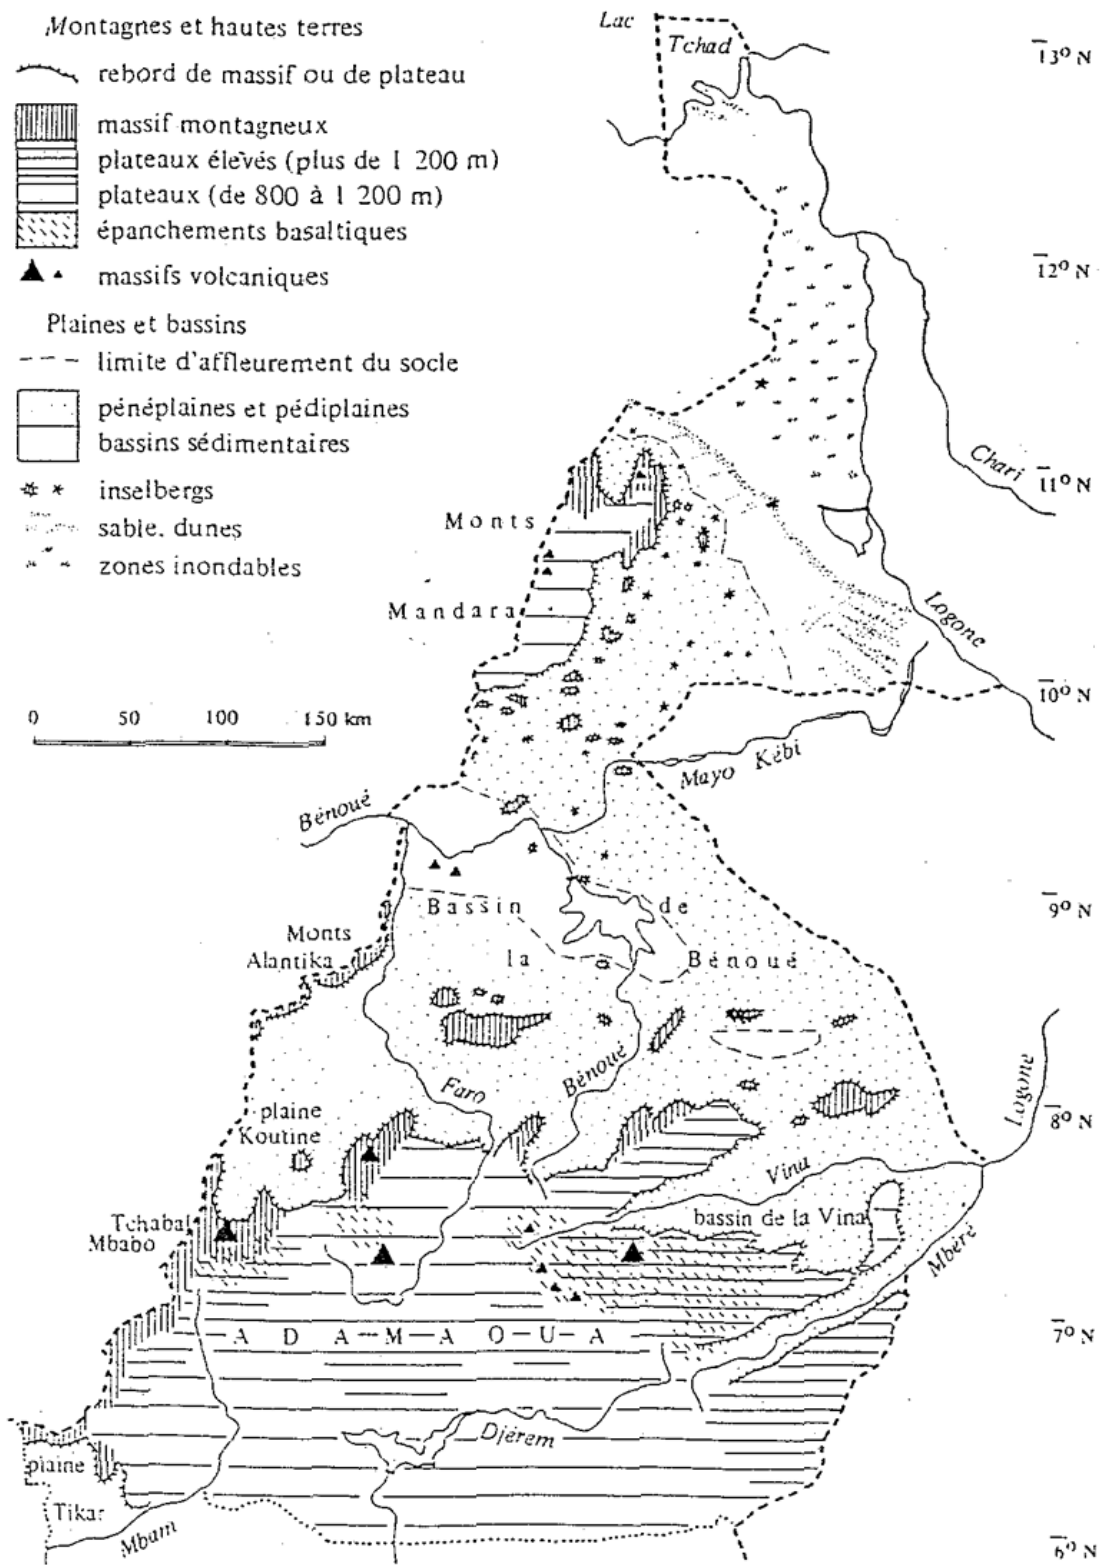 Montagnes et hautes terres
rebord de massif ou de plateau
massif montagneux
plateaux élevés (plus de 1 200 m)
plateaux (de 800 à 1 200 m)
épanchements basaltiques
massifs volcaniques
Plaines et bassins
limite d'affleurement du socle
pénéplaines et pédiplaines
bassins sédimentaires
inselbergs
sable. dunes
zones inondables
Lac
Tchad
13° N
12° N
Chari
11° N
Monts
Mandara
Logone
10° N
0 50 100 150 km
Mayo Kébi
Bénoué
9° N
Bassin de
la Bénoué
Monts
Alantika
Faro
Bénoué
Logone
8° N
plaine
Koutine
Vina
bassin de la Vina
Tchabal
Mbabo
Mbéré
7° N
ADAMAOUA
Djérem
plaine
Tikar
Mbam
6° N